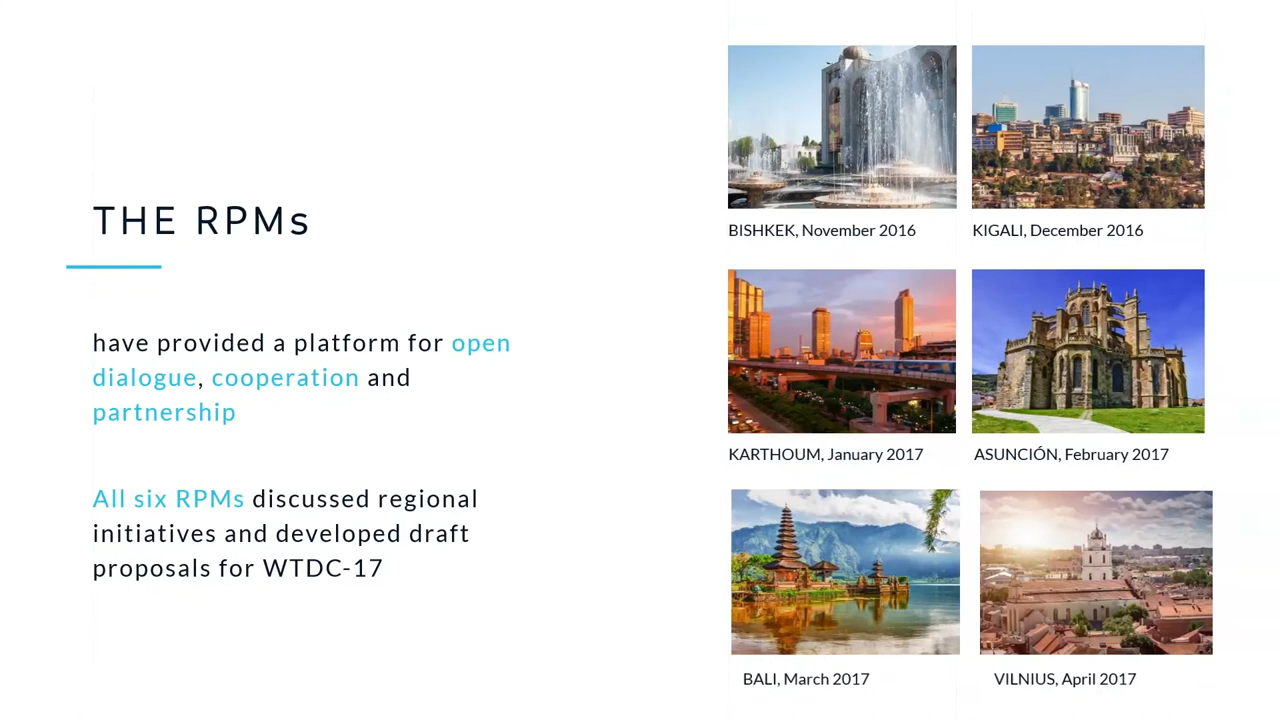 THE RPMs
have provided a platform for open
dialogue, cooperation and
partnership
All six RPMs discussed regional
initiatives and developed draft
proposals for WTDC-17
BISHKEK, November 2016
KIGALI, December 2016
KARTHOUM, January 2017
ASUNCIÓN, February 2017
BALI, March 2017
VILNIUS, April 2017